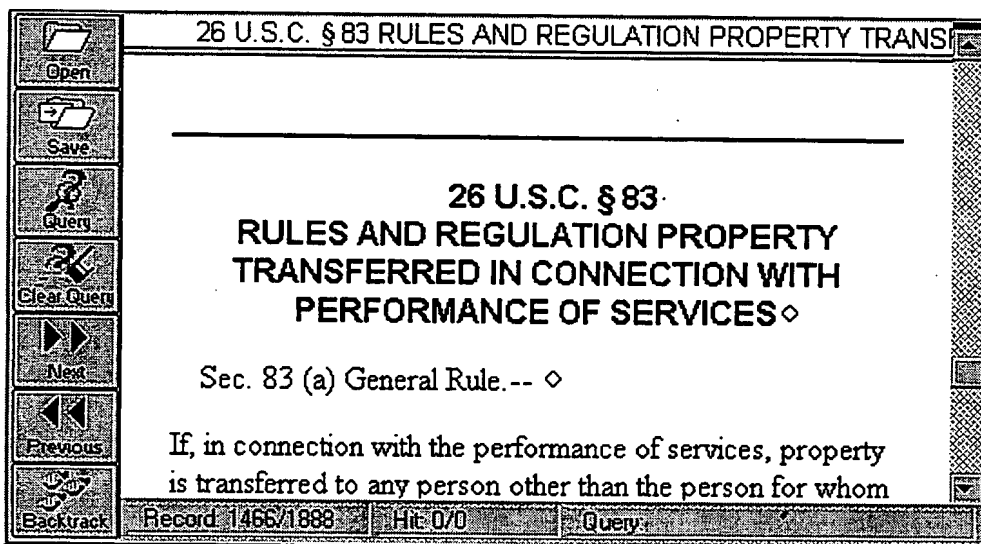 26 U.S.C. § 83 RULES AND REGULATION PROPERTY TRANSF
Open
Save
Query
Clear Query
Next
Previous
Backtrack
26 U.S.C. § 83
RULES AND REGULATION PROPERTY
TRANSFERRED IN CONNECTION WITH
PERFORMANCE OF SERVICES◇
Sec. 83 (a) General Rule.-- ◇
If, in connection with the performance of services, property
is transferred to any person other than the person for whom
Record: 1466/1888
Hit: 0/0
Query: